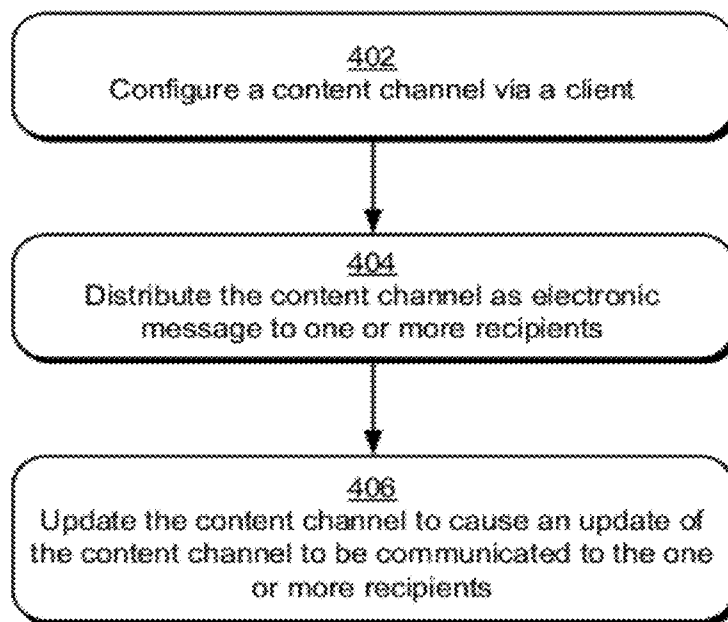 402
Configure a content channel via a client
404
Distribute the content channel as electronic
message to one or more recipients
406
Update the content channel to cause an update of
the content channel to be communicated to the one
or more recipients